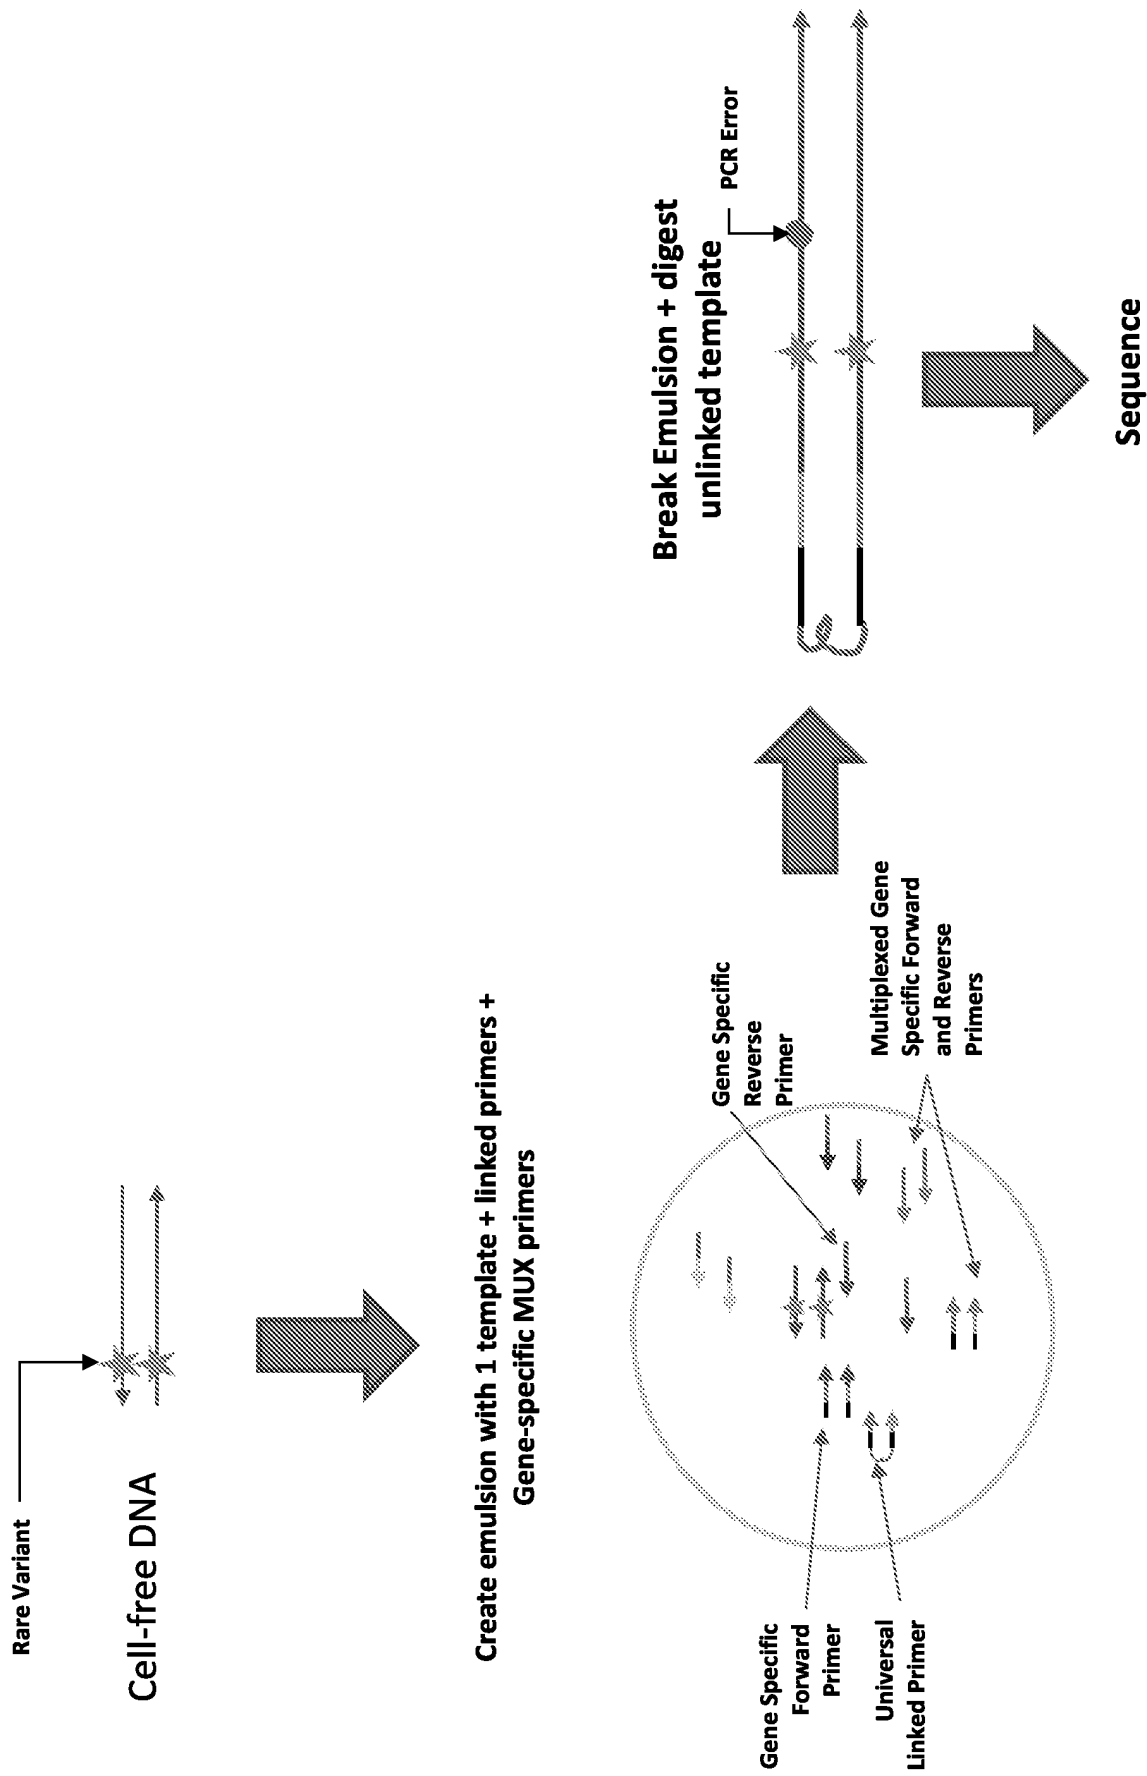 Rare Variant
Cell-free DNA
Create emulsion with 1 template + linked primers +
Gene-specific MUX primers
Gene Specific
Forward
Primer
Universal
Linked Primer
Gene Specific
Reverse
Primer
Multiplexed Gene
Specific Forward
and Reverse
Primers
Break Emulsion + digest
unlinked template
PCR Error
Sequence